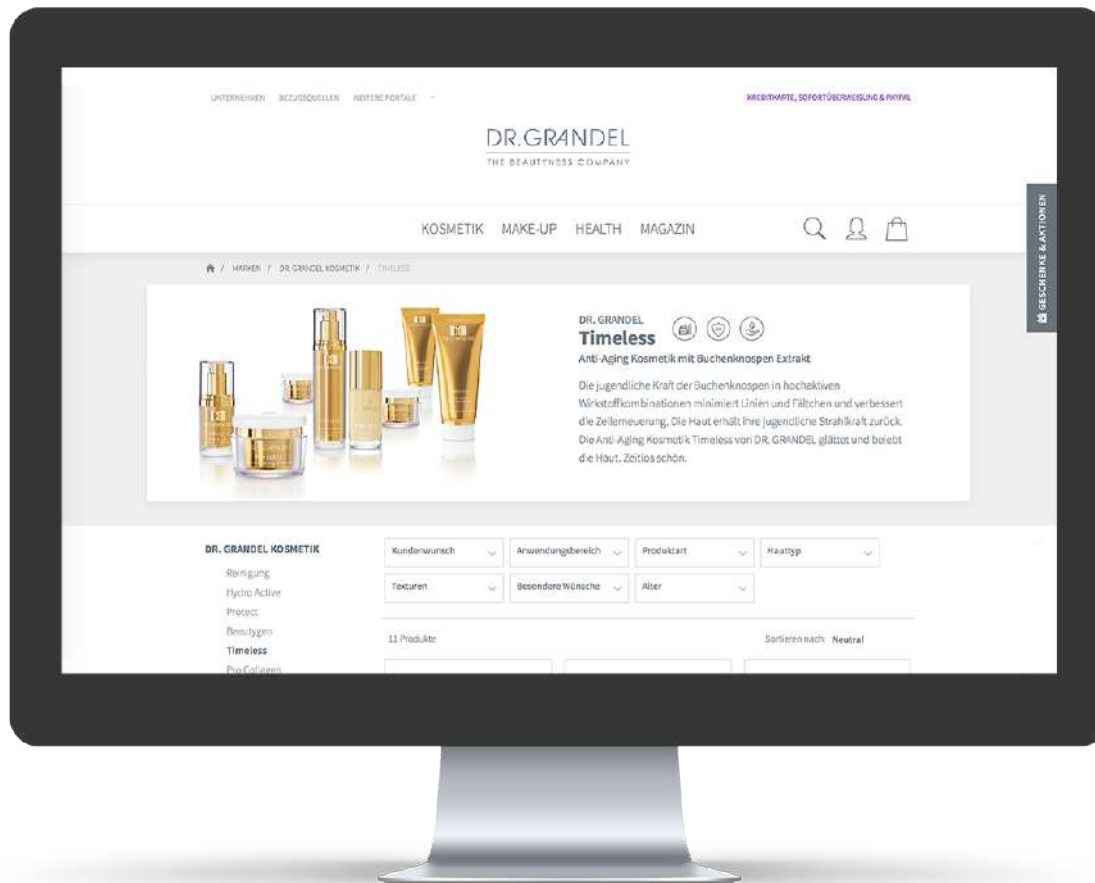 UNTERNEHMEN BEZUGSQUELLEN WEITERE PORTALE
KREDITKARTE, SOFORTÜBERWEISUNG & PAYPAL
DR.GRANDEL
THE BEAUTYNESS COMPANY
KOSMETIK MAKE-UP HEALTH MAGAZIN
GESCHENKE & AKTIONEN
/ MARKEN / DR. GRANDEL KOSMETIK / TIMELESS
DR. GRANDEL
Timeless
Anti-Aging Kosmetik mit Buchenknospen Extrakt
Die jugendliche Kraft der Buchenknospen in hochaktiven
Wirkstoffkombinationen minimiert Linien und Fältchen und verbessert
die Zellerneuerung. Die Haut erhält ihre jugendliche Strahlkraft zurück.
Die Anti-Aging Kosmetik Timeless von DR. GRANDEL glättet und belebt
die Haut. Zeitlos schön.
DR. GRANDEL KOSMETIK
Reinigung
Hydro Active
Protect
Beautygen
Timeless
Pro Collagen
Kundenwunsch Anwendungsbereich Produktart Hauttyp
Texturen Besondere Wünsche Alter
11 Produkte Sortieren nach: Neutral